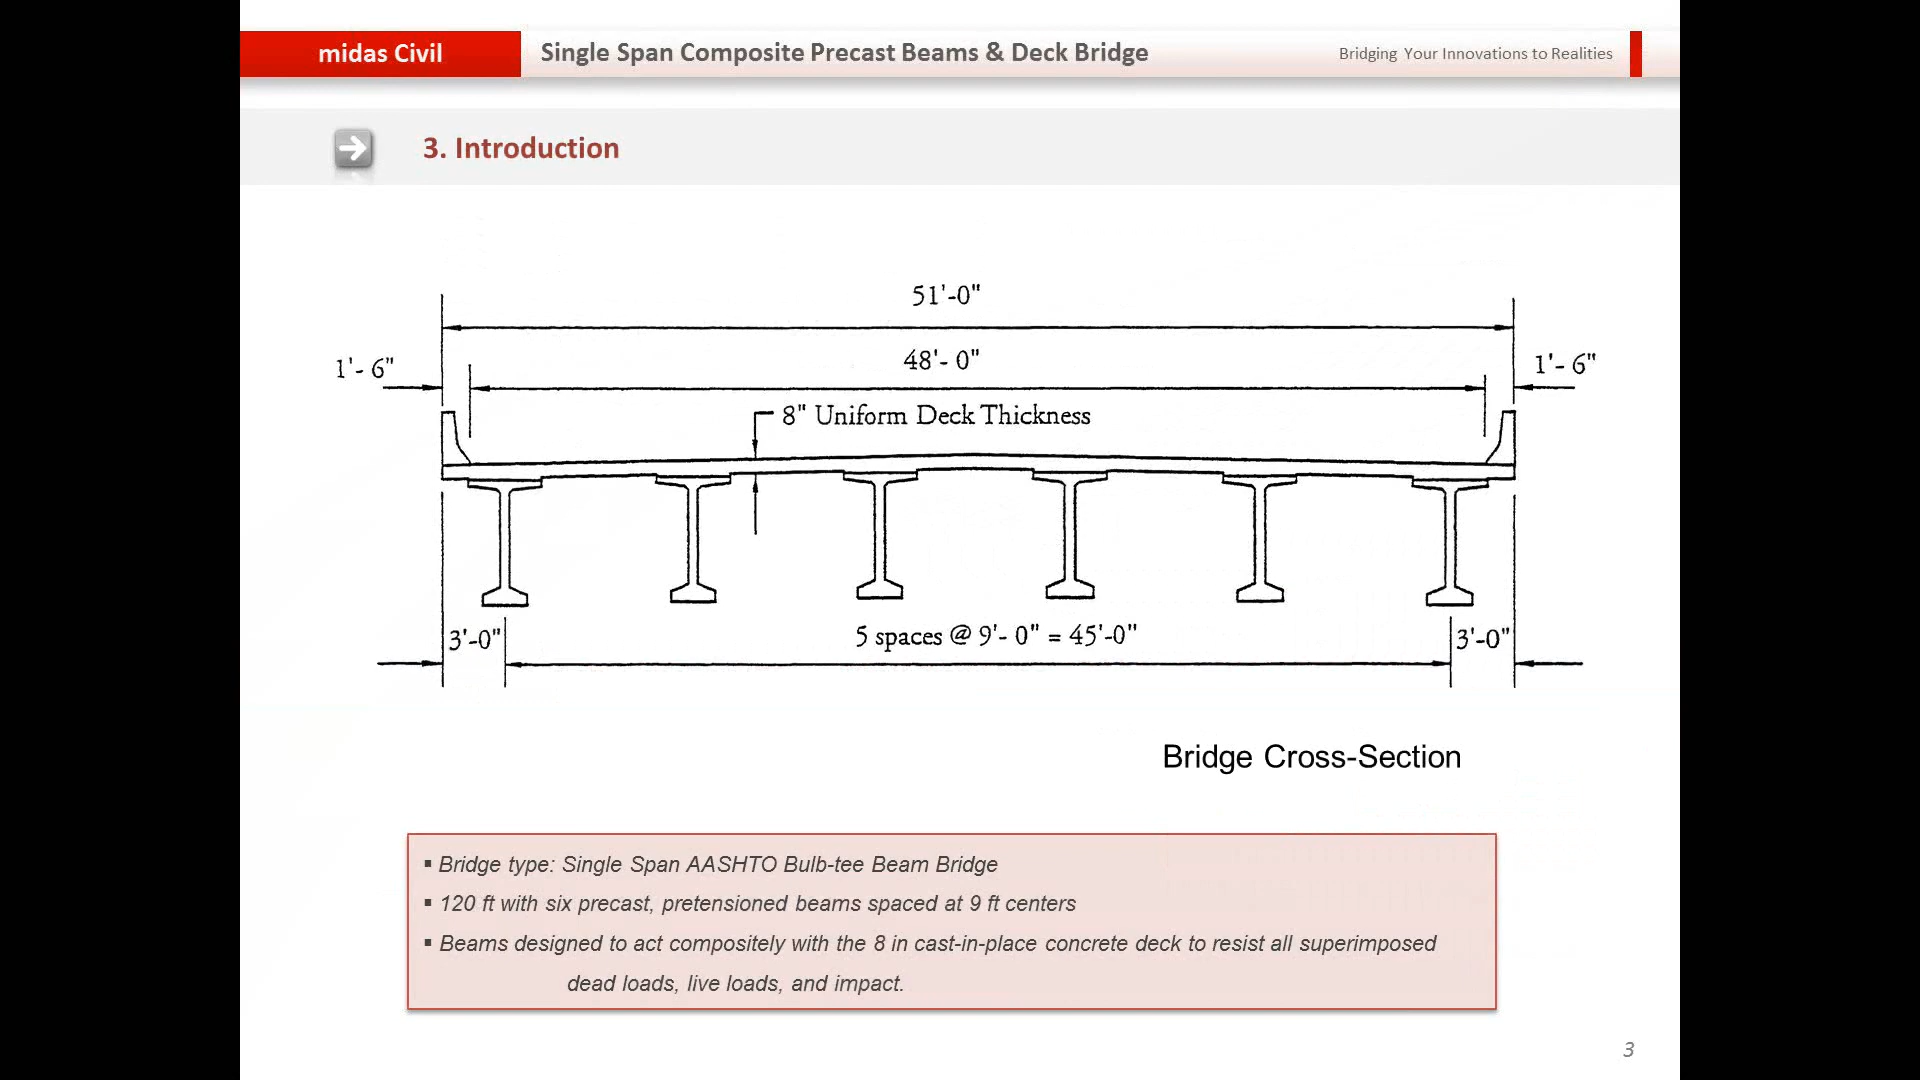 midas Civil
Single Span Composite Precast Beams & Deck Bridge
Bridging Your Innovations to Realities
3. Introduction
51'-0"
48'- 0"
1'- 6"
1'- 6"
8" Uniform Deck Thickness
3'-0"
5 spaces @ 9'- 0" = 45'-0"
3'-0"
Bridge Cross-Section
▪ Bridge type: Single Span AASHTO Bulb-tee Beam Bridge
▪ 120 ft with six precast, pretensioned beams spaced at 9 ft centers
▪ Beams designed to act compositely with the 8 in cast-in-place concrete deck to resist all superimposed
dead loads, live loads, and impact.
3